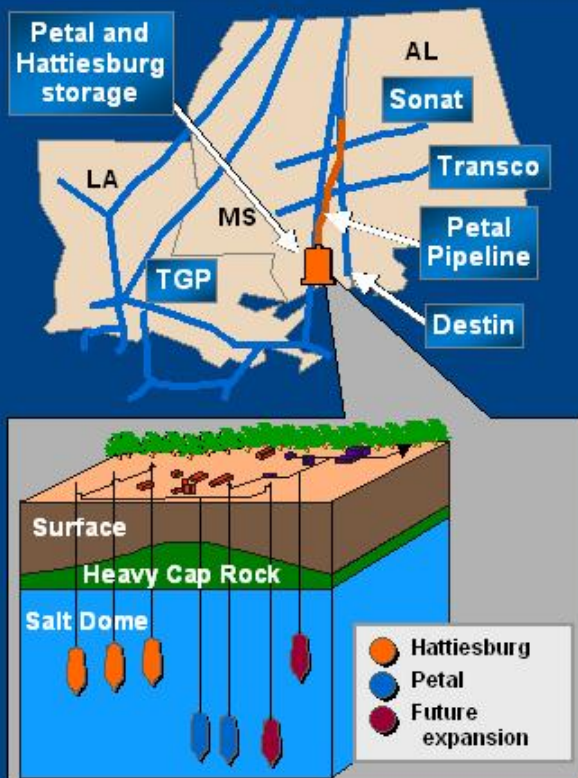 Petal and
Hattiesburg
storage
AL
Sonat
LA
Transco
MS
Petal
Pipeline
TGP
Destin
Surface
Heavy Cap Rock
Salt Dome
Hattiesburg
Petal
Future
expansion